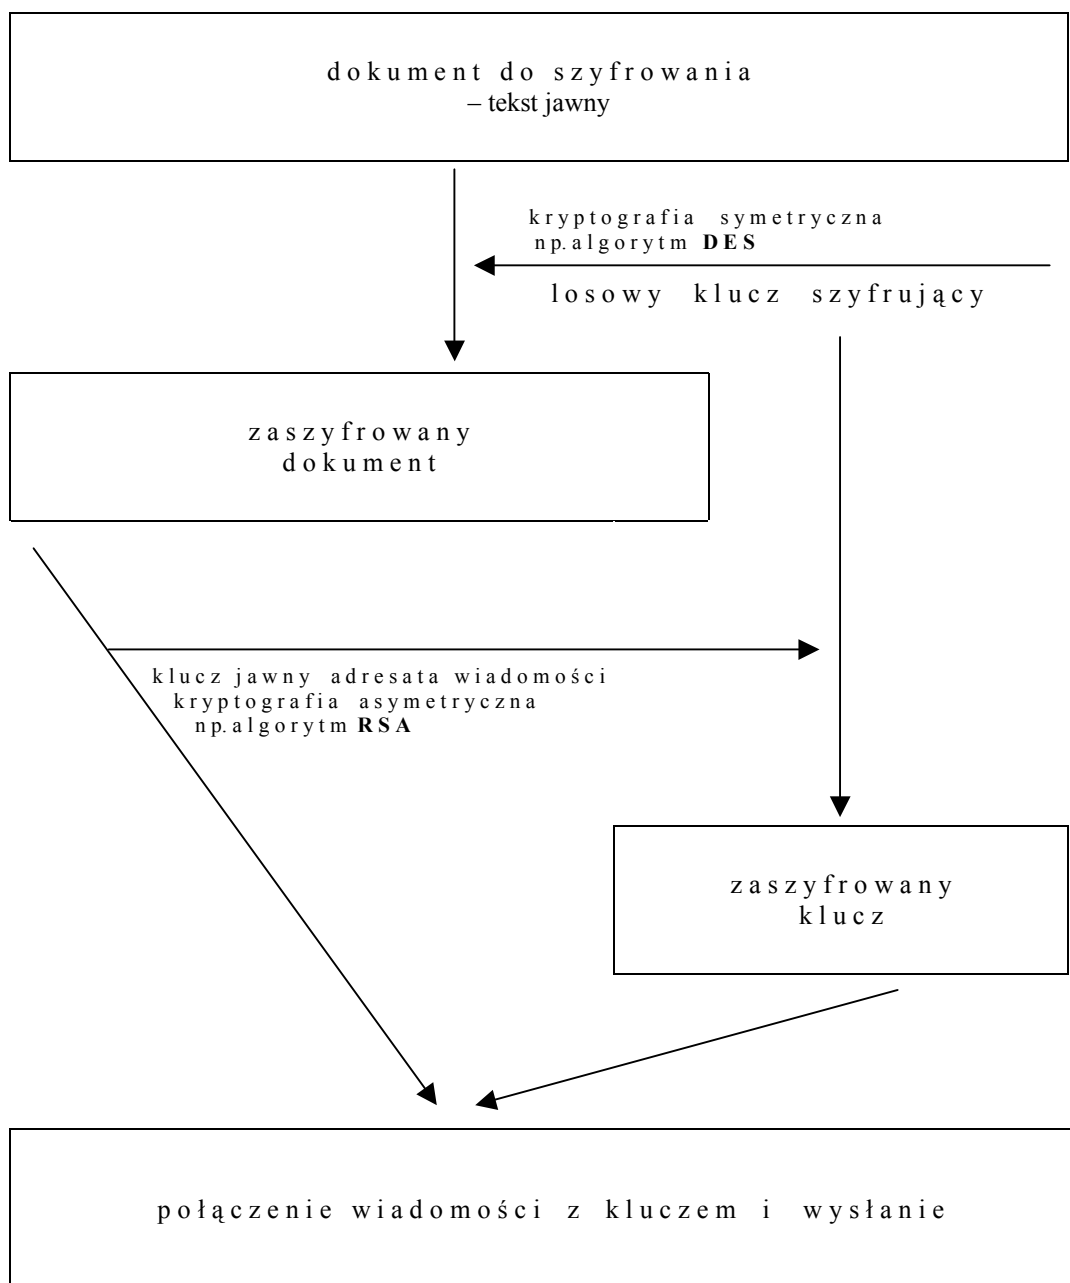 dokument do szyfrowania
– tekst jawny
kryptografia symetryczna
np.algorytm DES
losowy klucz szyfrujący
zaszyfrowany
dokument
klucz jawny adresata wiadomości
kryptografia asymetryczna
np.algorytm RSA
zaszyfrowany
klucz
połączenie wiadomości z kluczem i wysłanie